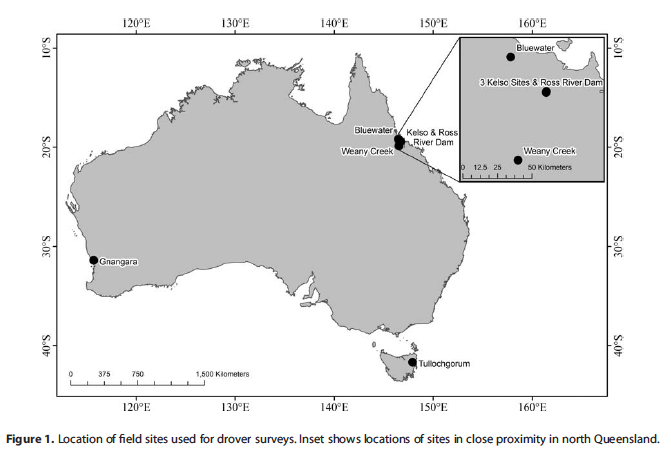 120°E 130°E 140°E 150°E 160°E
10°S
10°S
Bluewater
3 Kelso Sites & Ross River Dam
Weany Creek
0 12.5 25 50 Kilometers
Bluewater
Kelso & Ross
River Dam
Weany Creek
20°S
20°S
30°S
30°S
Gnangara
40°S
40°S
Tullochgorum
0 375 750 1,500 Kilometers
120°E 130°E 140°E 150°E 160°E
Figure 1. Location of field sites used for drover surveys. Inset shows locations of sites in close proximity in north Queensland.